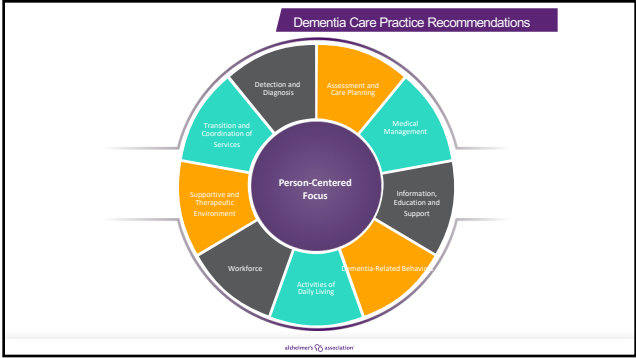 Dementia Care Practice Recommendations
Detection and
Diagnosis
Assessment and
Care Planning
Medical
Management
Information,
Education and
Support
Dementia-Related Behaviors
Activities of
Daily Living
Workforce
Supportive and
Therapeutic
Environment
Transition and
Coordination of
Services
Person-Centered
Focus
alzheimer's association